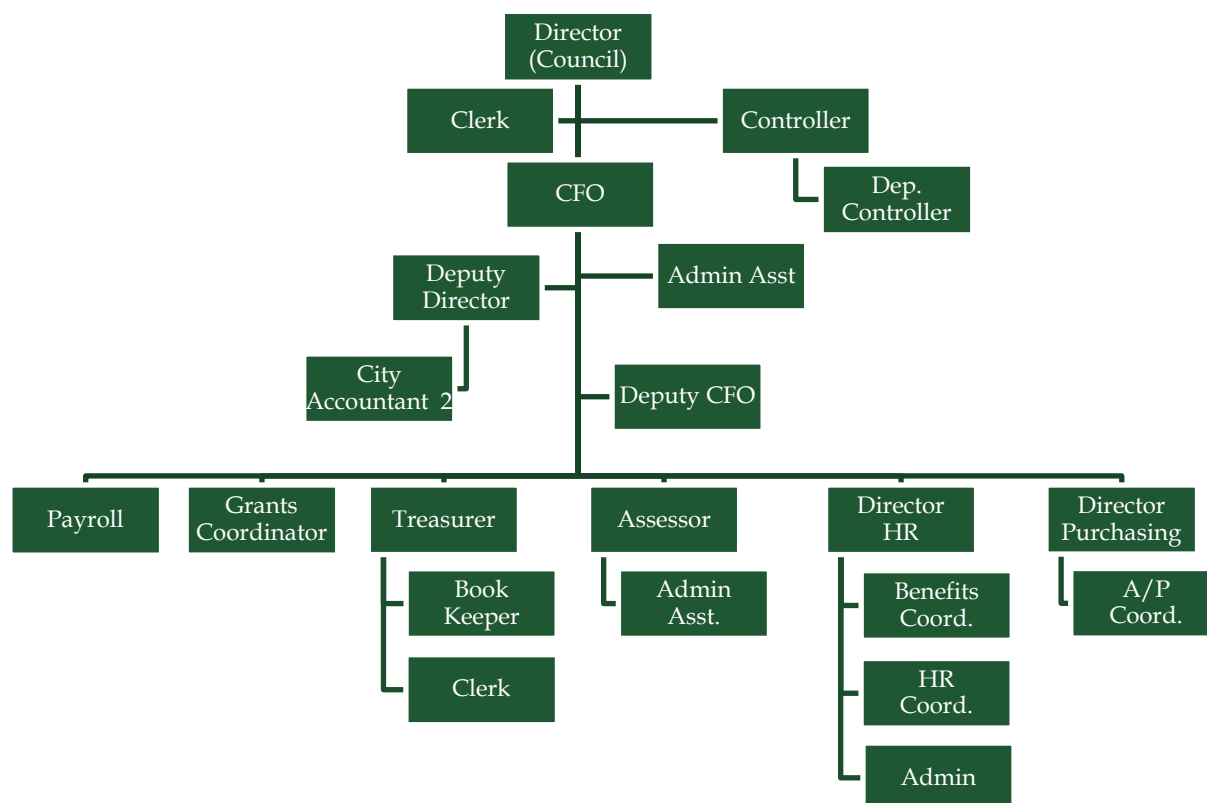 Director
(Council)
Clerk
Controller
CFO
Dep.
Controller
Deputy
Director
Admin Asst
City
Accountant 2
Deputy CFO
Payroll
Grants
Coordinator
Treasurer
Assessor
Director
HR
Director
Purchasing
Book
Keeper
Admin
Asst.
Benefits
Coord.
A/P
Coord.
Clerk
HR
Coord.
Admin